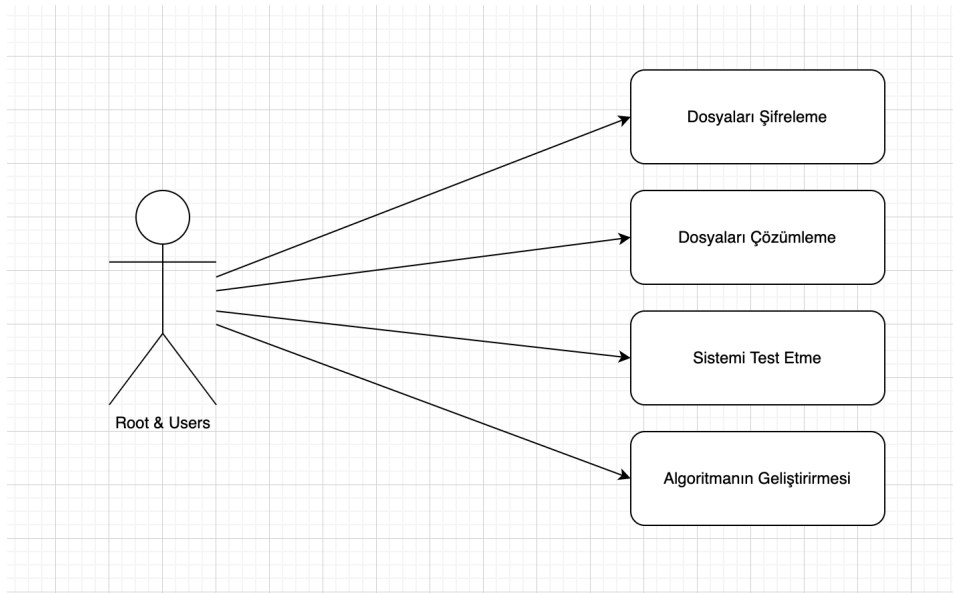 Dosyaları Şifreleme
Dosyaları Çözümleme
Sistemi Test Etme
Root & Users
Algoritmanın Geliştirirmesi